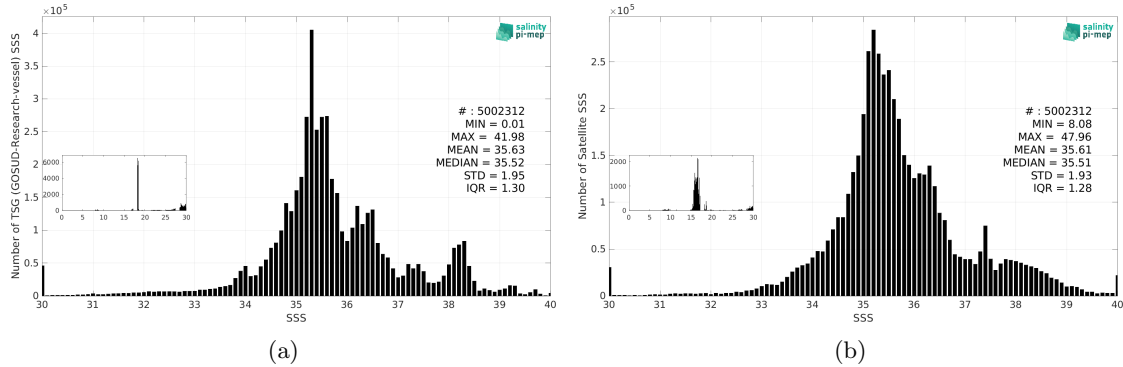 ×10⁵
4
3.5
3
2.5
2
1.5
1
0.5
0
Number of TSG (GOSUD-Research-vessel) SSS
salinity
pi-mep
# : 5002312
MIN = 0.01
MAX = 41.98
MEAN = 35.63
MEDIAN = 35.52
STD = 1.95
IQR = 1.30
6000
4000
2000
0
0 5 10 15 20 25 30
30 31 32 33 34 35 36 37 38 39 40
SSS
(a)
×10⁵
2.5
2
1.5
1
0.5
0
Number of Satellite SSS
salinity
pi-mep
# : 5002312
MIN = 8.08
MAX = 47.96
MEAN = 35.61
MEDIAN = 35.51
STD = 1.93
IQR = 1.28
2000
1000
0
0 5 10 15 20 25 30
30 31 32 33 34 35 36 37 38 39 40
SSS
(b)